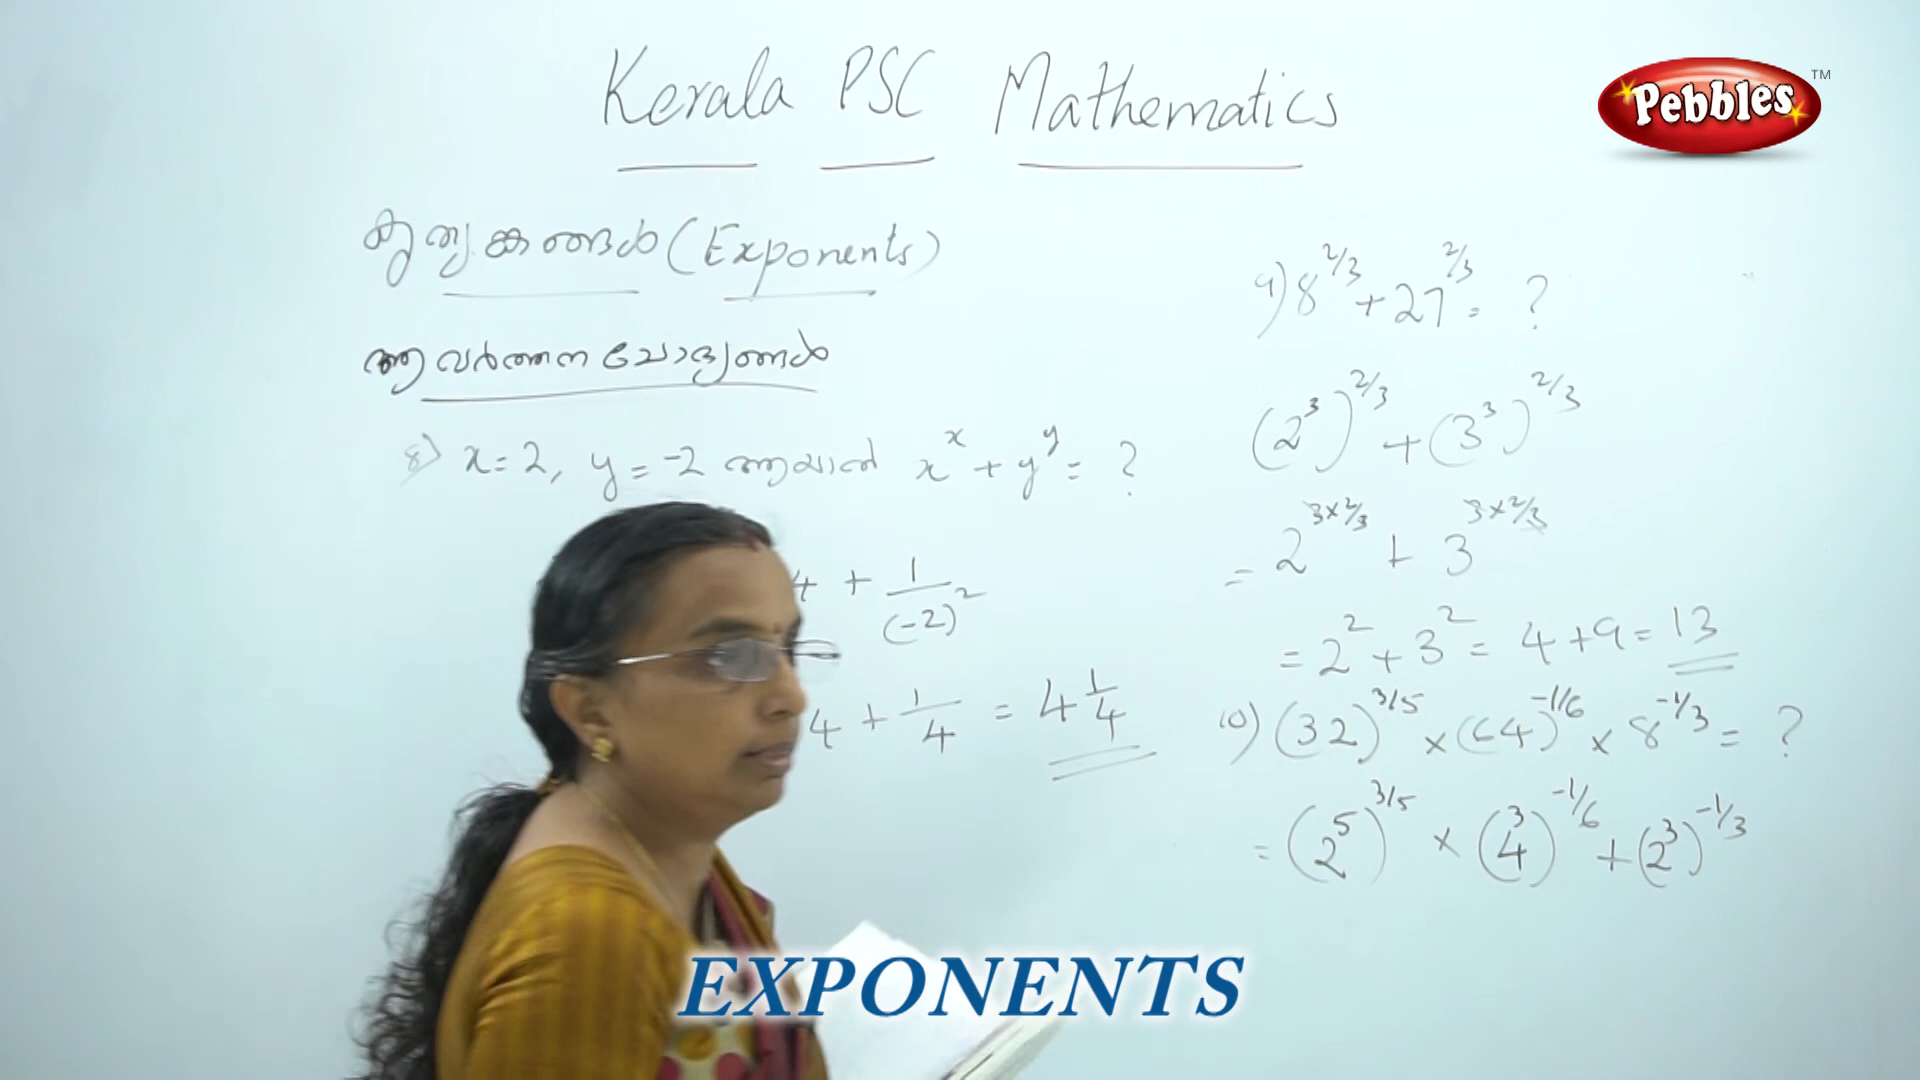 Kerala PSC Mathematics
Pebbles™
കൃത്യങ്കങ്ങൾ (Exponents)
ആവർത്തന ചോദ്യങ്ങൾ
8) x=2, y=-2 ആയാൽ x^x + y^y = ?
4 + 1/(-2)^2
4 + 1/4 = 4 1/4
9) 8^2/3 + 27^2/3 = ?
(2^3)^2/3 + (3^3)^2/3
= 2^3×2/3 + 3^3×2/3
= 2^2 + 3^2 = 4+9 = 13
10) (32)^3/5 × (64)^-1/6 × 8^-1/3 = ?
= (2^5)^3/5 × (4^3)^-1/6 + (2^3)^-1/3
EXPONENTS